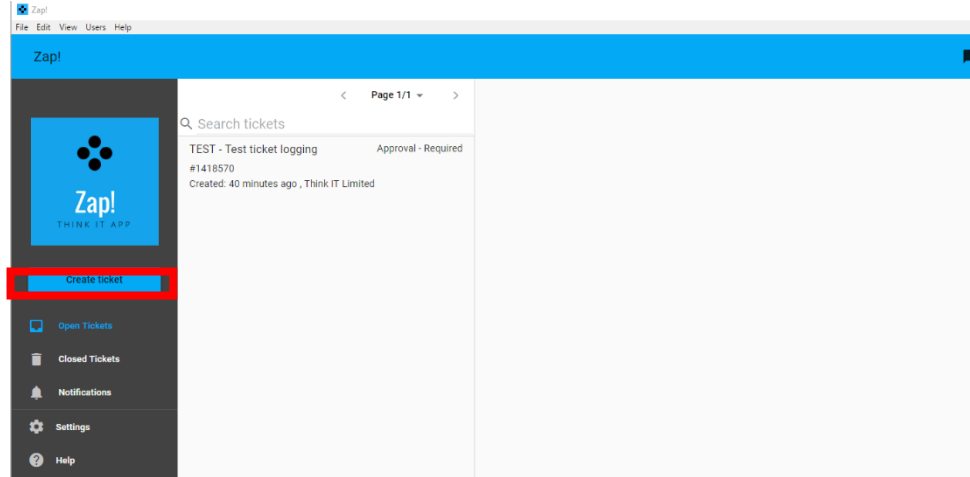 Zap!
File Edit View Users Help
Zap!
Page 1/1
Search tickets
TEST - Test ticket logging Approval - Required
#1418570
Created: 40 minutes ago , Think IT Limited
Zap!
THINK IT APP
Create ticket
Open Tickets
Closed Tickets
Notifications
Settings
Help